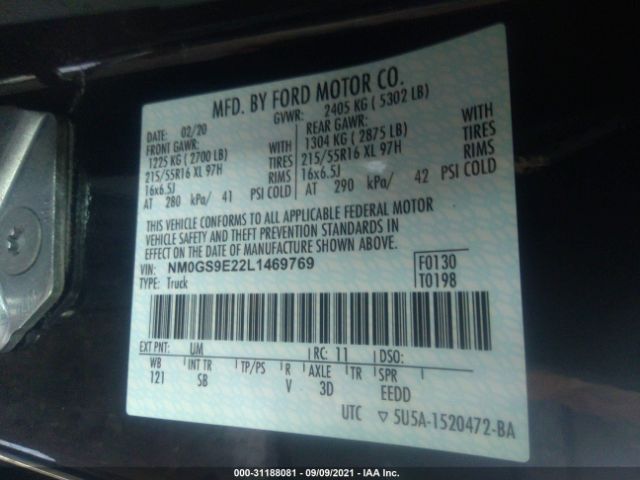 MFD. BY FORD MOTOR CO.
DATE: 02/20 GVWR: 2405 KG ( 5302 LB)
FRONT GAWR: WITH REAR GAWR: WITH
1225 KG ( 2700 LB) TIRES 1304 KG ( 2875 LB) TIRES
215/55R16 XL 97H RIMS 215/55R16 XL 97H RIMS
16x6.5J 16x6.5J
AT 280 kPa/ 41 PSI COLD AT 290 kPa/ 42 PSI COLD
THIS VEHICLE CONFORMS TO ALL APPLICABLE FEDERAL MOTOR
VEHICLE SAFETY AND THEFT PREVENTION STANDARDS IN
EFFECT ON THE DATE OF MANUFACTURE SHOWN ABOVE.
VIN: NM0GS9E22L1469769 F0130
TYPE: Truck T0198
EXT PNT: UM RC: 11 DSO:
WB INT TR TP/PS R AXLE TR SPR
121 SB V 3D EEDD
UTC ▽ 5U5A-1520472-BA
000-31188081 - 09/09/2021 - IAA Inc.